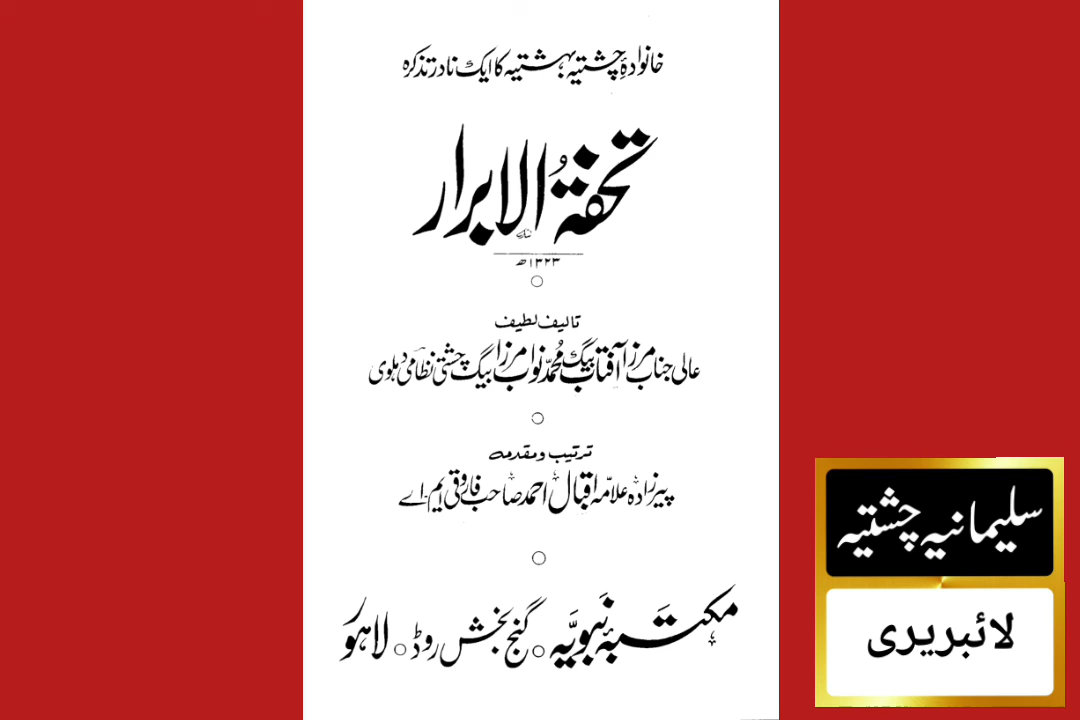 خانوادۂ چشتیہ بہشتیہ کا ایک نادر تذکرہ
تحفۃُ الابرار
۱۳۲۳ھ
تالیف لطیف
عالی جناب مرزا آفتاب بیگ محمد نواب مرزا بیگ چشتی نظامی دہلوی
ترتیب و مقدمہ
پیرزادہ علامہ اقبال احمد صاحب فاروقی ایم۔اے
مکتبۂ نبویہ ○ گنج بخش روڈ ○ لاہور
سلیمانیہ چشتیہ
لائبریری